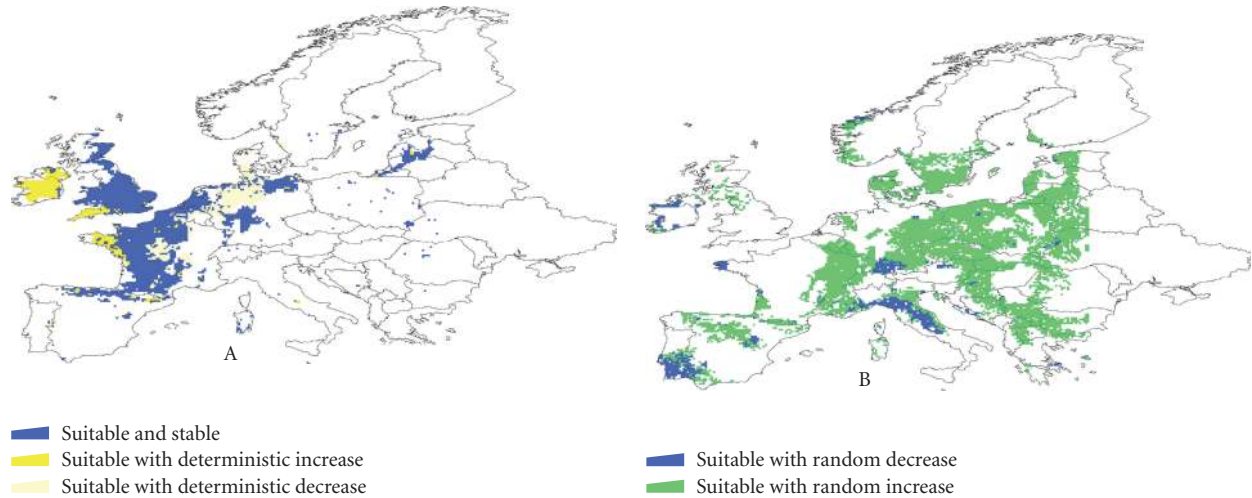 A
B
Suitable and stable
Suitable with deterministic increase
Suitable with deterministic decrease
Suitable with random decrease
Suitable with random increase